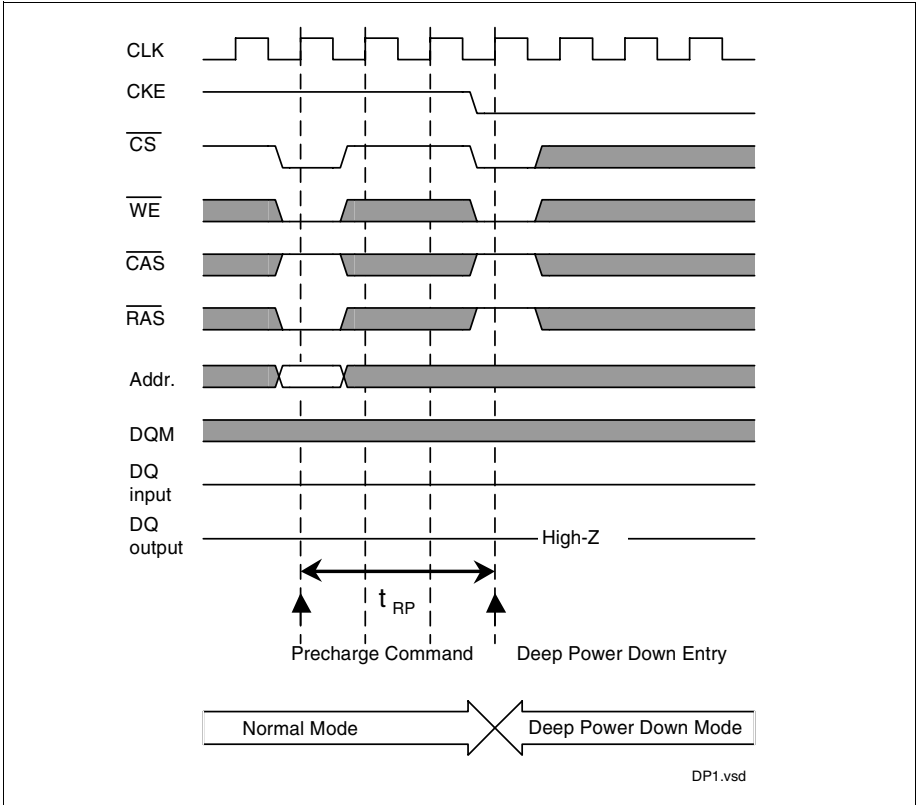 CLK
CKE
CS
WE
CAS
RAS
Addr.
DQM
DQ
input
DQ
output
High-Z
t RP
Precharge Command
Deep Power Down Entry
Normal Mode
Deep Power Down Mode
DP1.vsd